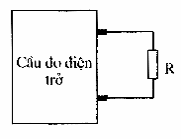 Cầu đo điện
trở
R